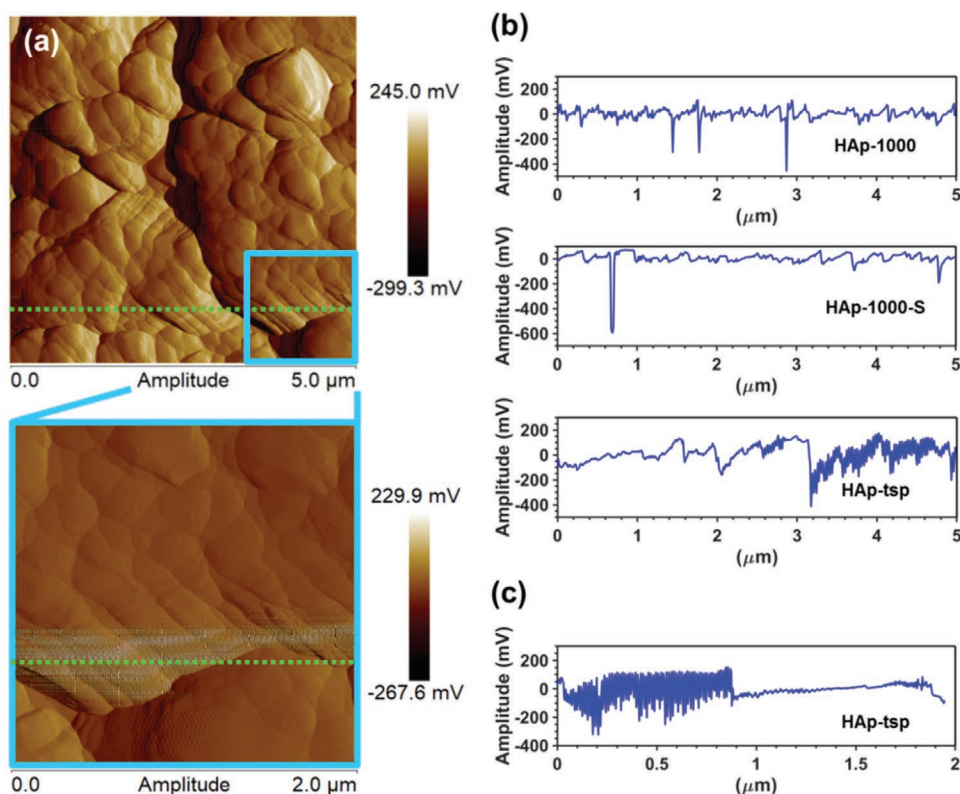 (a)
245.0 mV
-299.3 mV
0.0 Amplitude 5.0 µm
229.9 mV
-267.6 mV
0.0 Amplitude 2.0 µm
(b)
Amplitude (mV)
200
0
-200
-400
HAp-1000
0 1 2 3 4 5
(µm)
Amplitude (mV)
0
-200
-400
-600
HAp-1000-S
0 1 2 3 4 5
(µm)
Amplitude (mV)
200
0
-200
-400
HAp-tsp
0 1 2 3 4 5
(µm)
(c)
Amplitude (mV)
200
0
-200
-400
HAp-tsp
0 0.5 1 1.5 2
(µm)